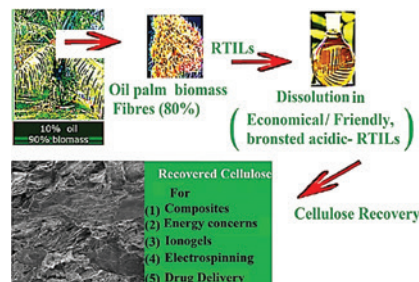 10% oil
90% biomass
Oil palm biomass
Fibres (80%)
RTILs
Dissolution in
( Economical/ Friendly,
bronsted acidic- RTILs )
Cellulose Recovery
Recovered Cellulose
For
(1) Composites
(2) Energy concerns
(3) Ionogels
(4) Electrospinning
(5) Drug Delivery